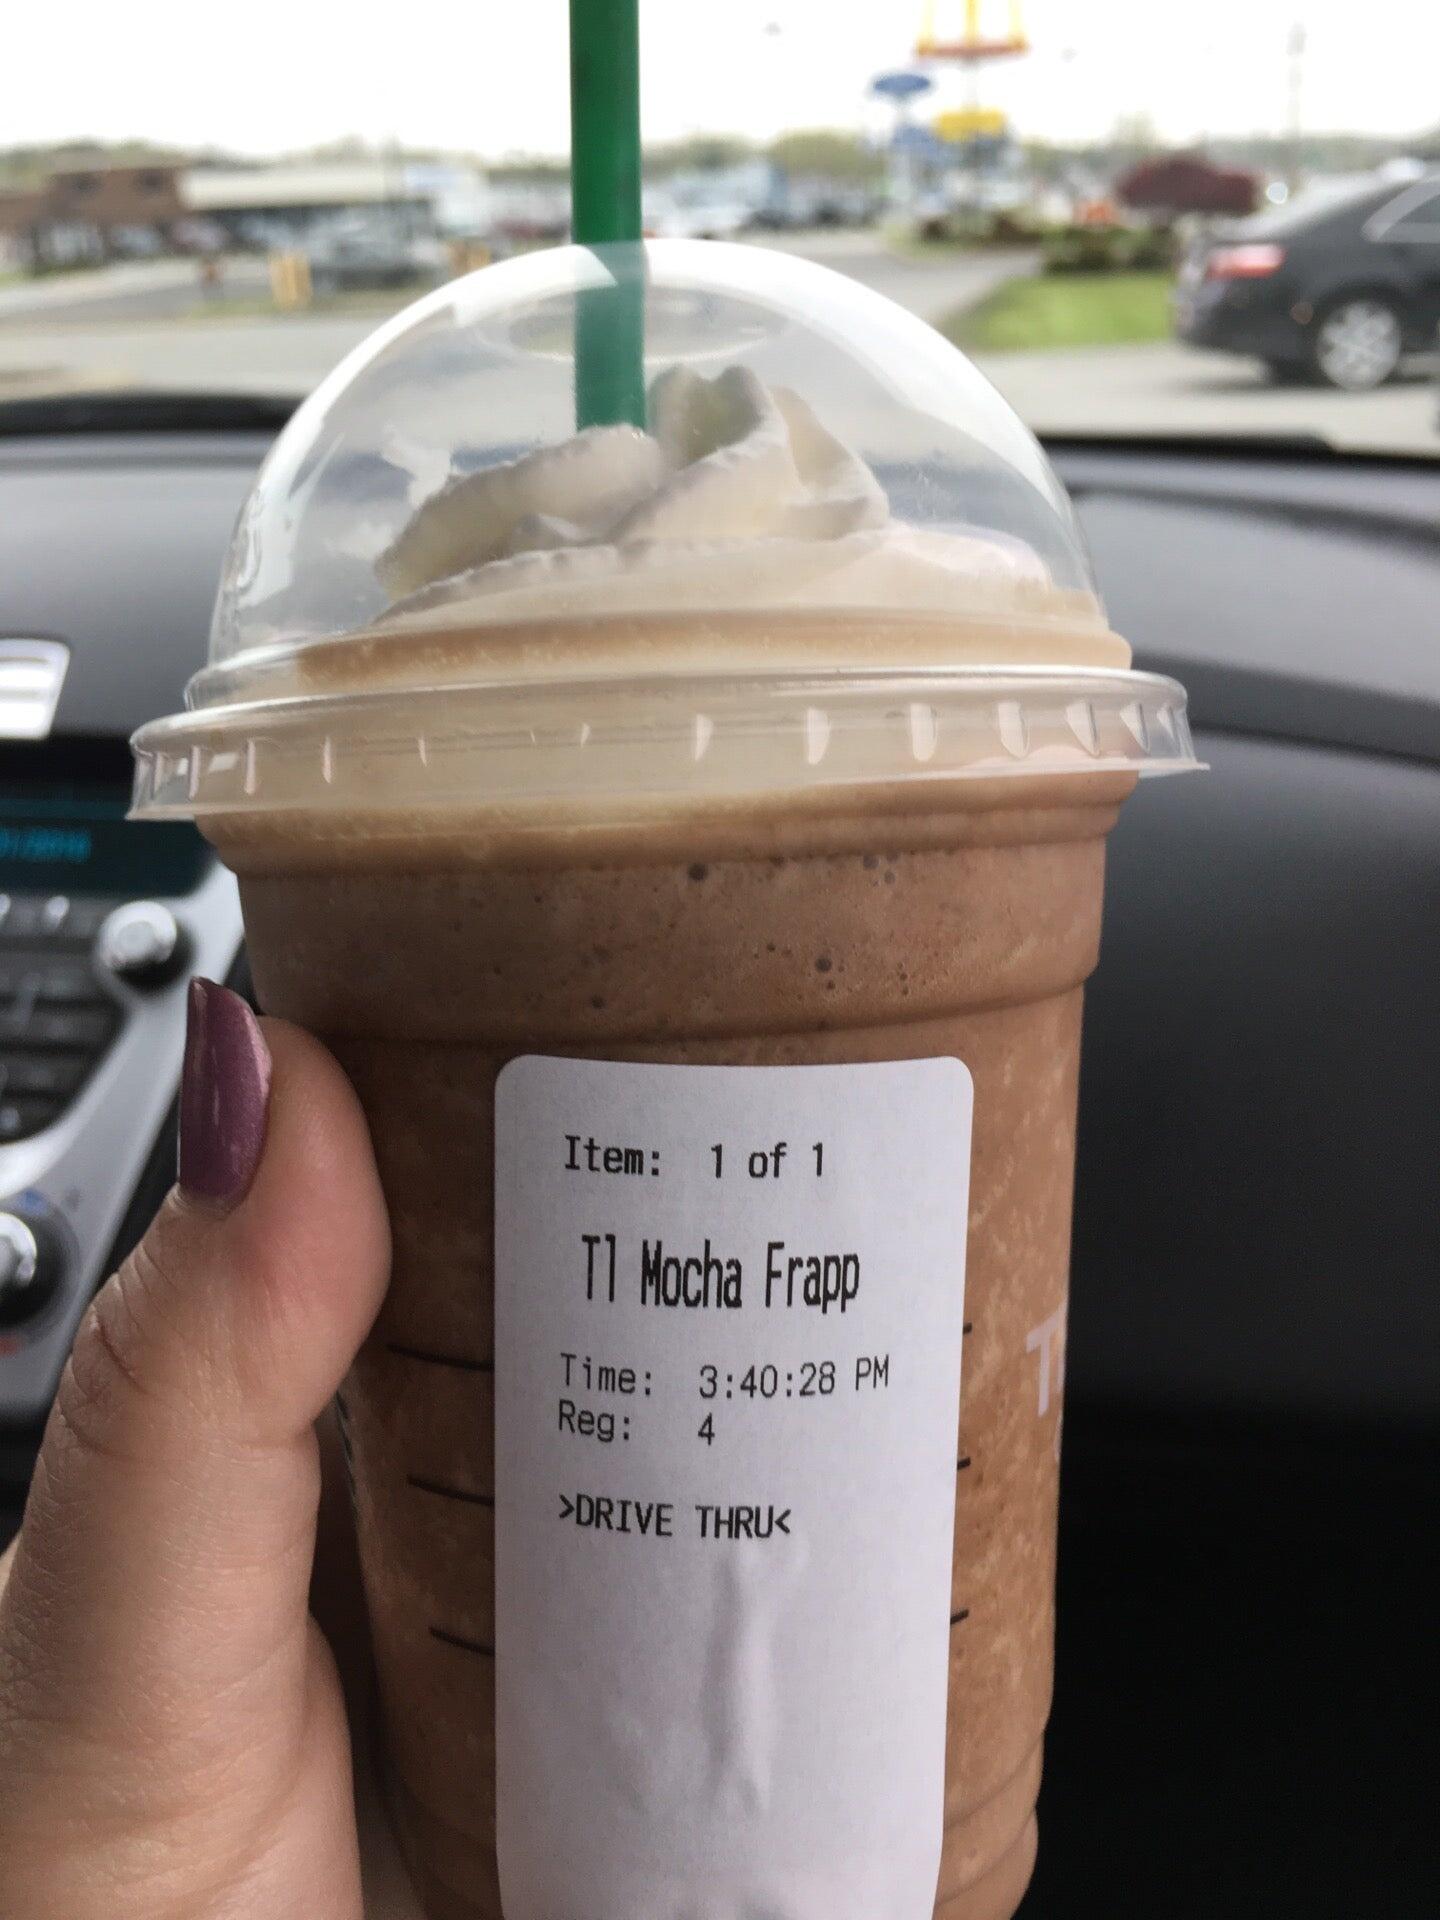 Item: 1 of 1
Tl Mocha Frapp
Time: 3:40:28 PM
Reg: 4
>DRIVE THRU<